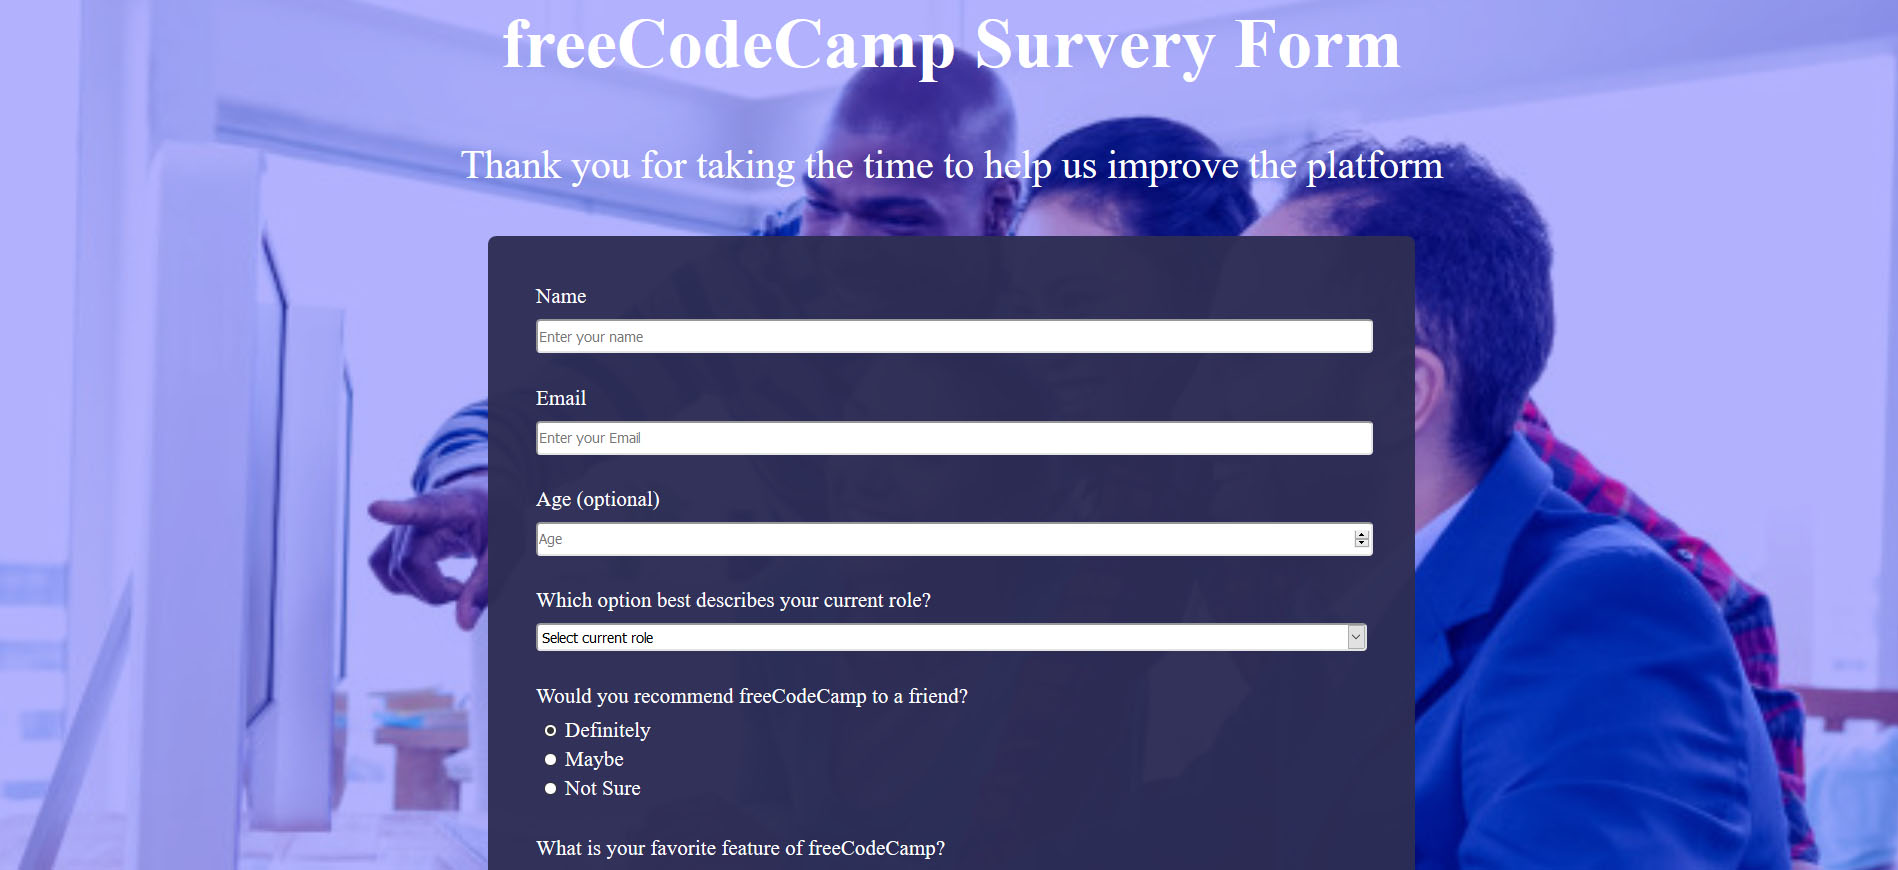 freeCodeCamp Survery Form
Thank you for taking the time to help us improve the platform
Name
Enter your name
Email
Enter your Email
Age (optional)
Age
Which option best describes your current role?
Select current role
Would you recommend freeCodeCamp to a friend?
Definitely
Maybe
Not Sure
What is your favorite feature of freeCodeCamp?